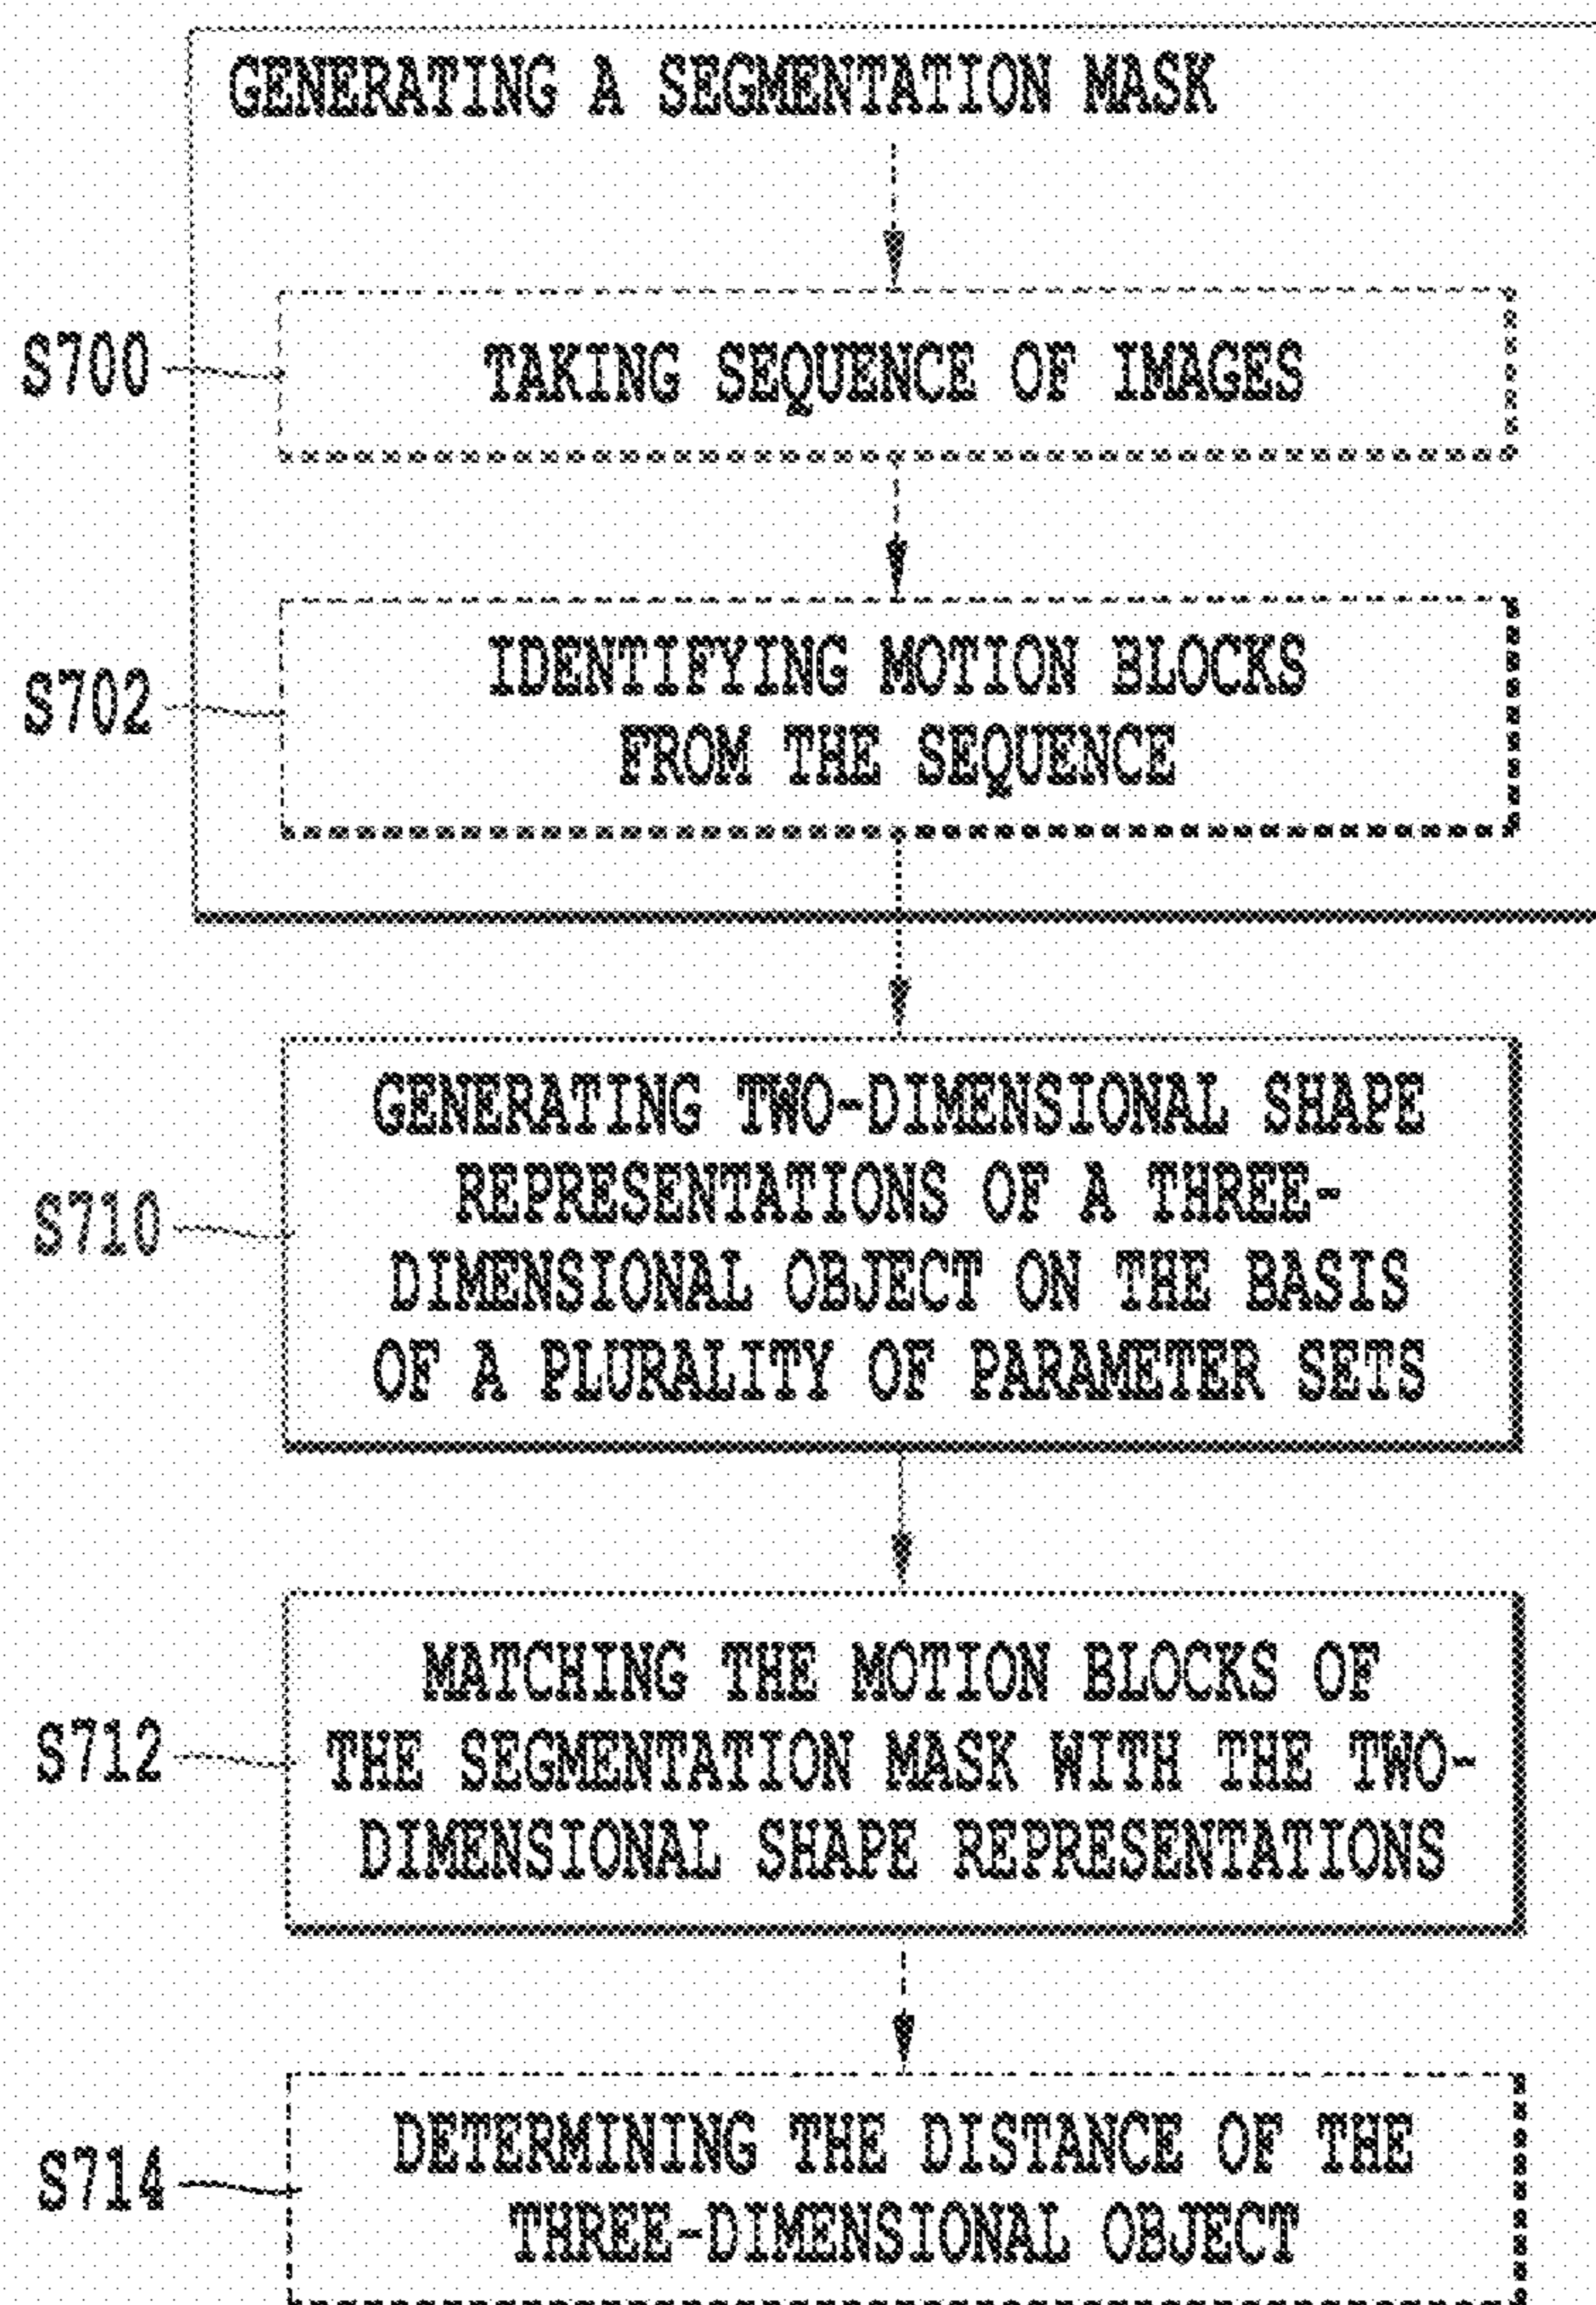 GENERATING A SEGMENTATION MASK
S700
TAKING SEQUENCE OF IMAGES
S702
IDENTIFYING MOTION BLOCKS
FROM THE SEQUENCE
S710
GENERATING TWO-DIMENSIONAL SHAPE
REPRESENTATIONS OF A THREE-
DIMENSIONAL OBJECT ON THE BASIS
OF A PLURALITY OF PARAMETER SETS
S712
MATCHING THE MOTION BLOCKS OF
THE SEGMENTATION MASK WITH THE TWO-
DIMENSIONAL SHAPE REPRESENTATIONS
S714
DETERMINING THE DISTANCE OF THE
THREE-DIMENSIONAL OBJECT